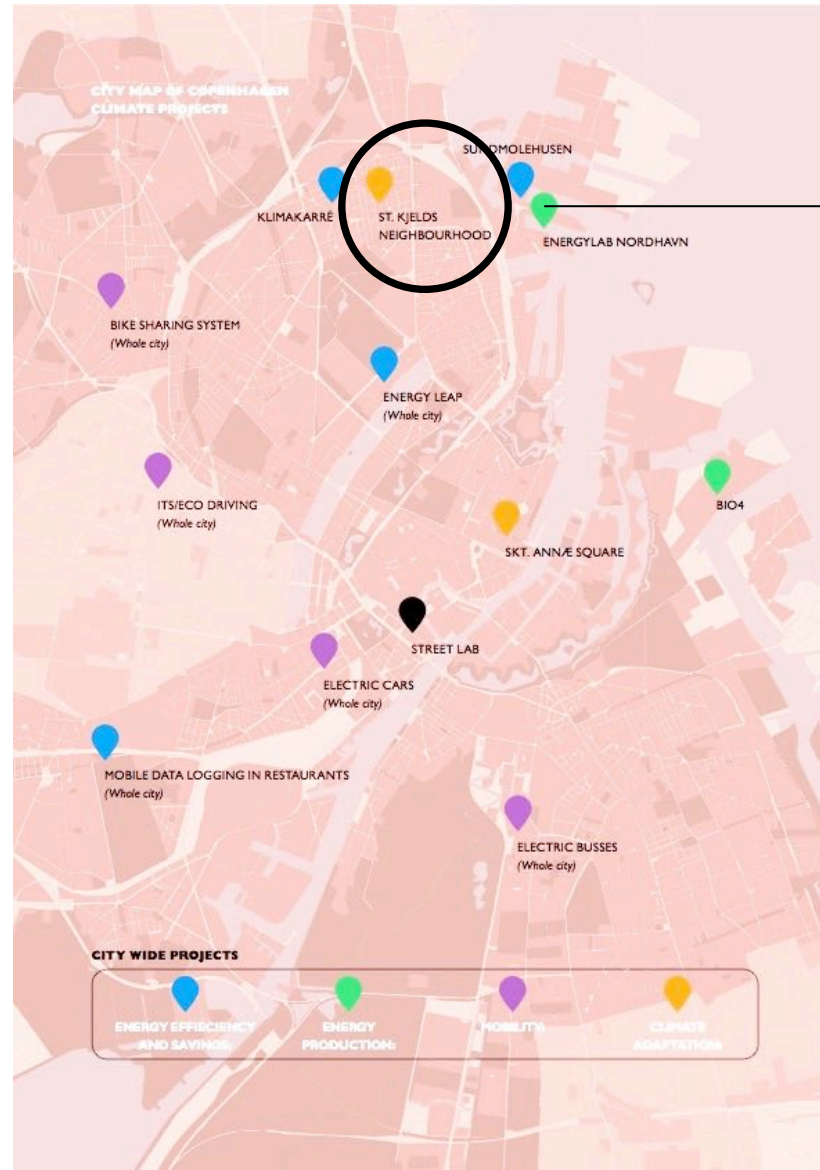 CITY MAP OF COPENHAGEN
CLIMATE PROJECTS
SUNDMOLEHUSEN
KLIMAKARRÉ
ST. KJELDS
NEIGHBOURHOOD
ENERGYLAB NORDHAVN
BIKE SHARING SYSTEM
(Whole city)
ENERGY LEAP
(Whole city)
ITS/ECO DRIVING
(Whole city)
BIO4
SKT. ANNÆ SQUARE
STREET LAB
ELECTRIC CARS
(Whole city)
MOBILE DATA LOGGING IN RESTAURANTS
(Whole city)
ELECTRIC BUSSES
(Whole city)
CITY WIDE PROJECTS
ENERGY EFFIECIENCY
AND SAVINGS:
ENERGY
PRODUCTION:
MOBILITY:
CLIMATE
ADAPTATION: